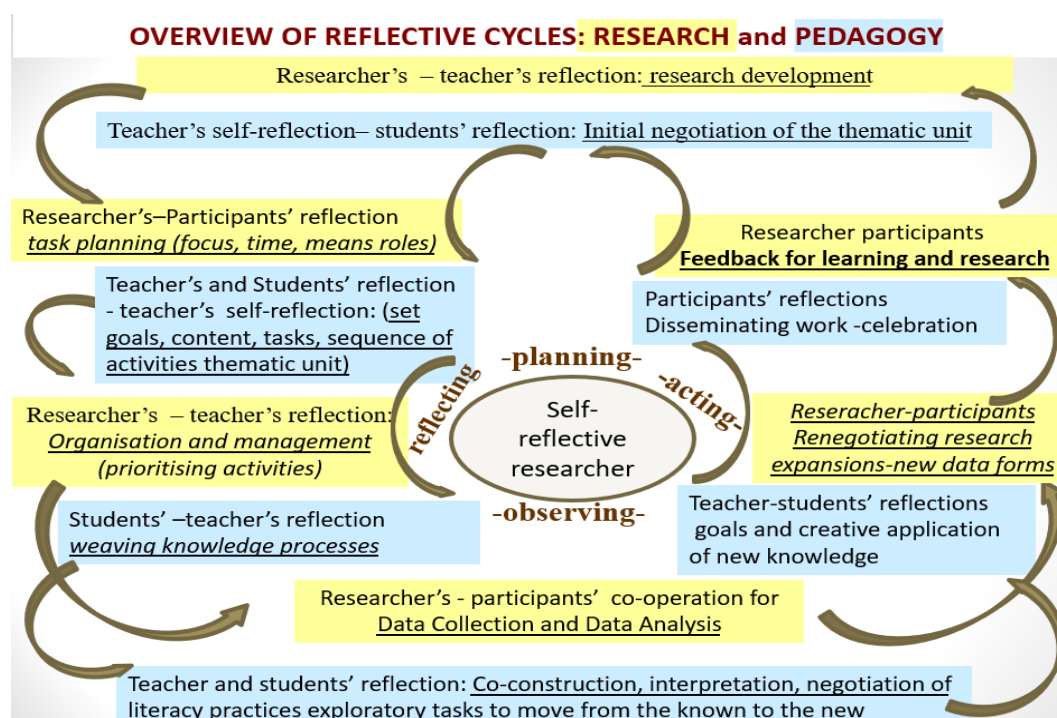 OVERVIEW OF REFLECTIVE CYCLES: RESEARCH and PEDAGOGY
Researcher's – teacher's reflection: research development
Teacher's self-reflection– students' reflection: Initial negotiation of the thematic unit
Researcher's–Participants' reflection
task planning (focus, time, means roles)
Researcher participants
Feedback for learning and research
Teacher's and Students' reflection
- teacher's self-reflection: (set
goals, content, tasks, sequence of
activities thematic unit)
Participants' reflections
Disseminating work -celebration
-planning-
reflecting
-acting-
Self-
reflective
researcher
-observing-
Researcher's – teacher's reflection:
Organisation and management
(prioritising activities)
Reseracher-participants
Renegotiating research
expansions-new data forms
Students' –teacher's reflection
weaving knowledge processes
Teacher-students' reflections
goals and creative application
of new knowledge
Researcher's - participants' co-operation for
Data Collection and Data Analysis
Teacher and students' reflection: Co-construction, interpretation, negotiation of
literacy practices exploratory tasks to move from the known to the new